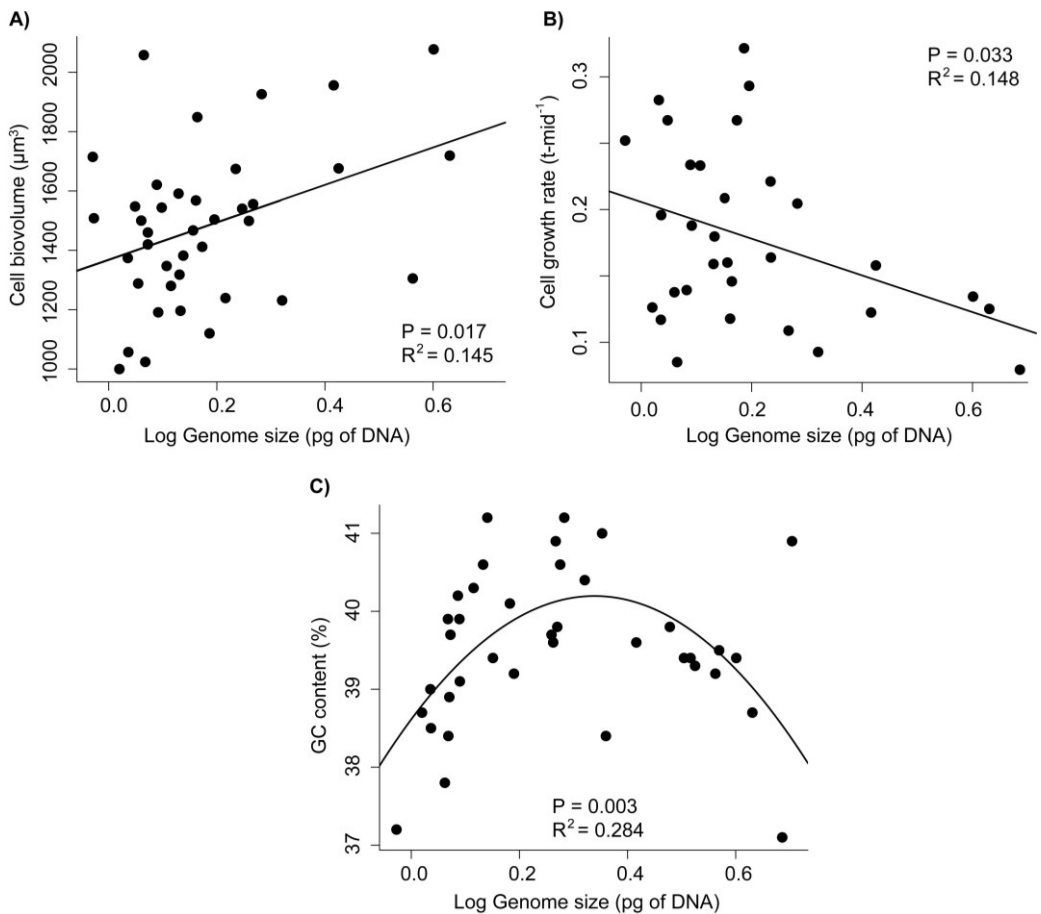 A)
Cell biovolume (µm³)
2000
1800
1600
1400
1200
1000
P = 0.017
R² = 0.145
0.0 0.2 0.4 0.6
Log Genome size (pg of DNA)
B)
Cell growth rate (t-mid⁻¹)
0.3
0.2
0.1
P = 0.033
R² = 0.148
0.0 0.2 0.4 0.6
Log Genome size (pg of DNA)
C)
GC content (%)
41
40
39
38
37
P = 0.003
R² = 0.284
0.0 0.2 0.4 0.6
Log Genome size (pg of DNA)